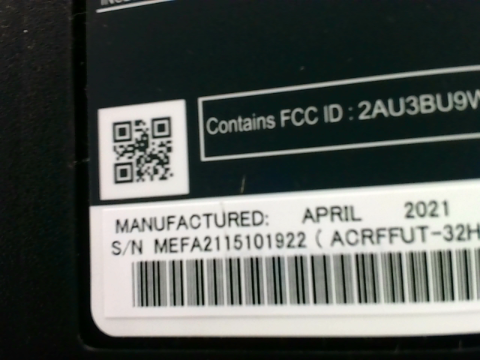 Contains FCC ID : 2AU3BU9W
MANUFACTURED: APRIL 2021
S/N MEFA2115101922 ( ACRFFUT-32H